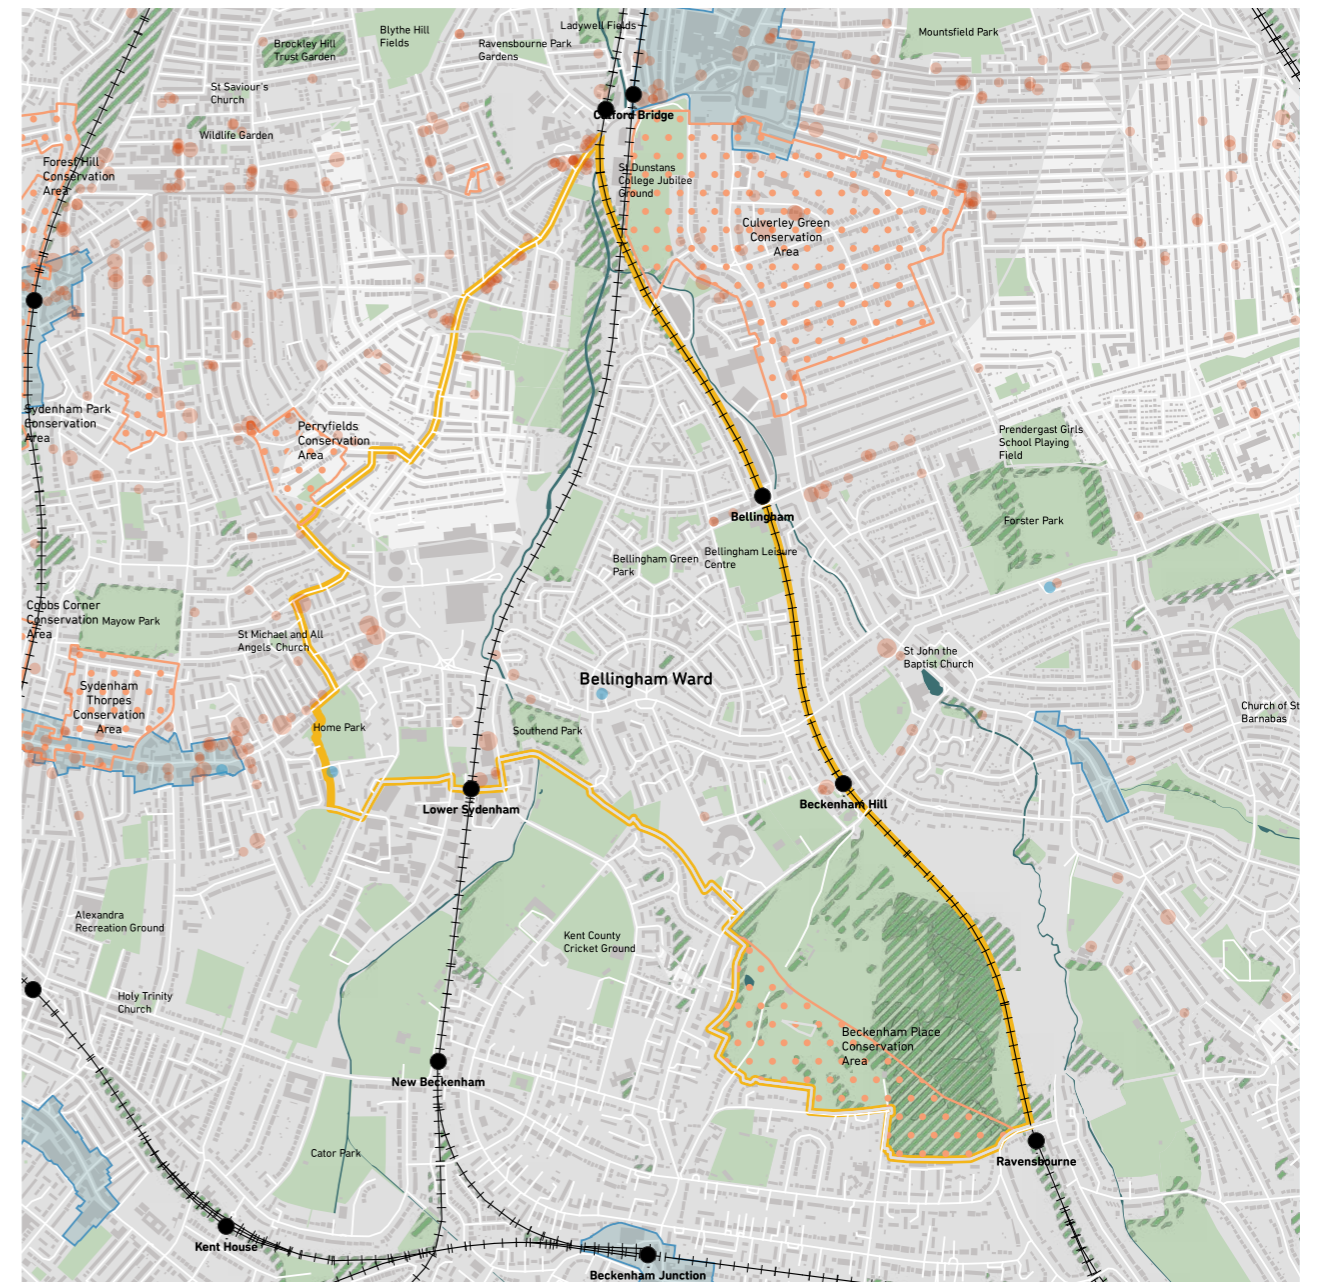 Ladywell Fields
Blythe Hill
Fields
Mountsfield Park
Brockley Hill
Trust Garden
Ravensbourne Park
Gardens
St Saviour's
Church
Catford Bridge
Wildlife Garden
Forest Hill
Conservation
Area
St Dunstans
College Jubilee
Ground
Culverley Green
Conservation
Area
Sydenham Park
Conservation
Area
Perryfields
Conservation
Area
Prendergast Girls
School Playing
Field
Bellingham
Forster Park
Bellingham Green
Park
Bellingham Leisure
Centre
Cobbs Corner
Conservation
Area
Mayow Park
St Michael and All
Angels' Church
St John the
Baptist Church
Bellingham Ward
Sydenham
Thorpes
Conservation
Area
Church of St
Barnabas
Home Park
Southend Park
Lower Sydenham
Beckenham Hill
Alexandra
Recreation Ground
Kent County
Cricket Ground
Holy Trinity
Church
Beckenham Place
Conservation
Area
New Beckenham
Cator Park
Ravensbourne
Kent House
Beckenham Junction